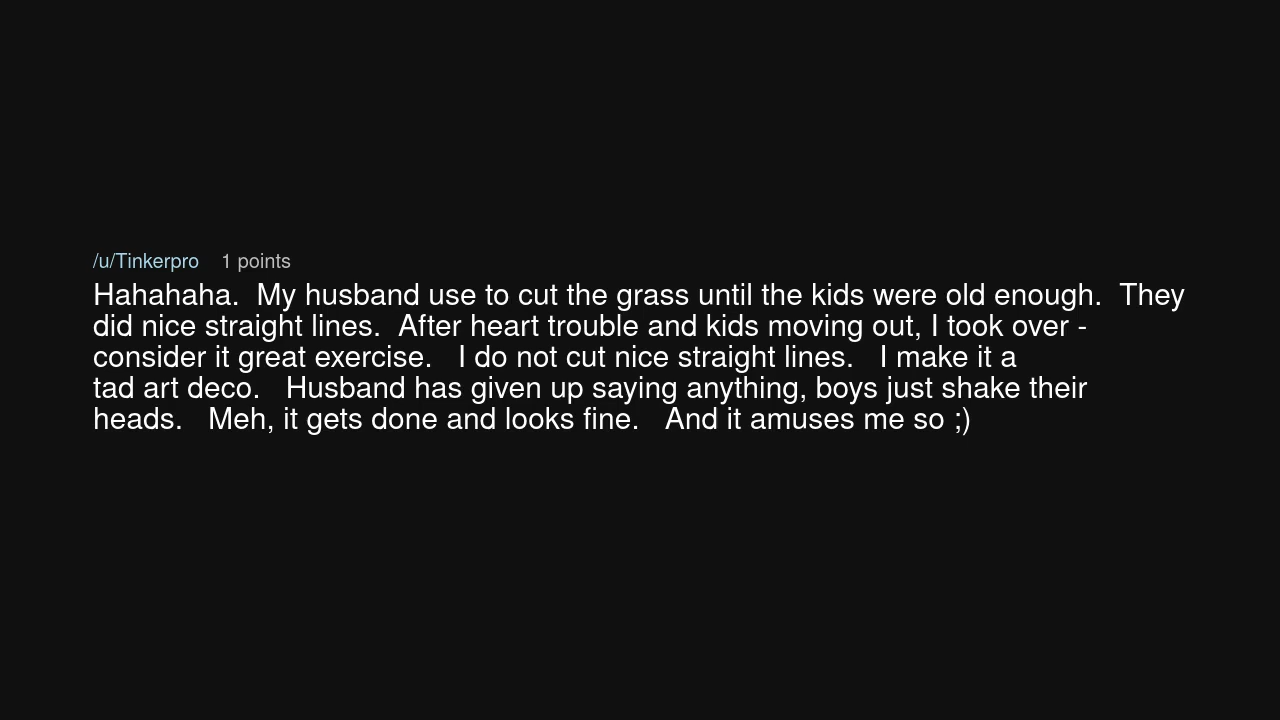 /u/Tinkerpro 1 points
Hahahaha.  My husband use to cut the grass until the kids were old enough.  They
did nice straight lines.  After heart trouble and kids moving out, I took over -
consider it great exercise.   I do not cut nice straight lines.   I make it a
tad art deco.   Husband has given up saying anything, boys just shake their
heads.   Meh, it gets done and looks fine.   And it amuses me so ;)